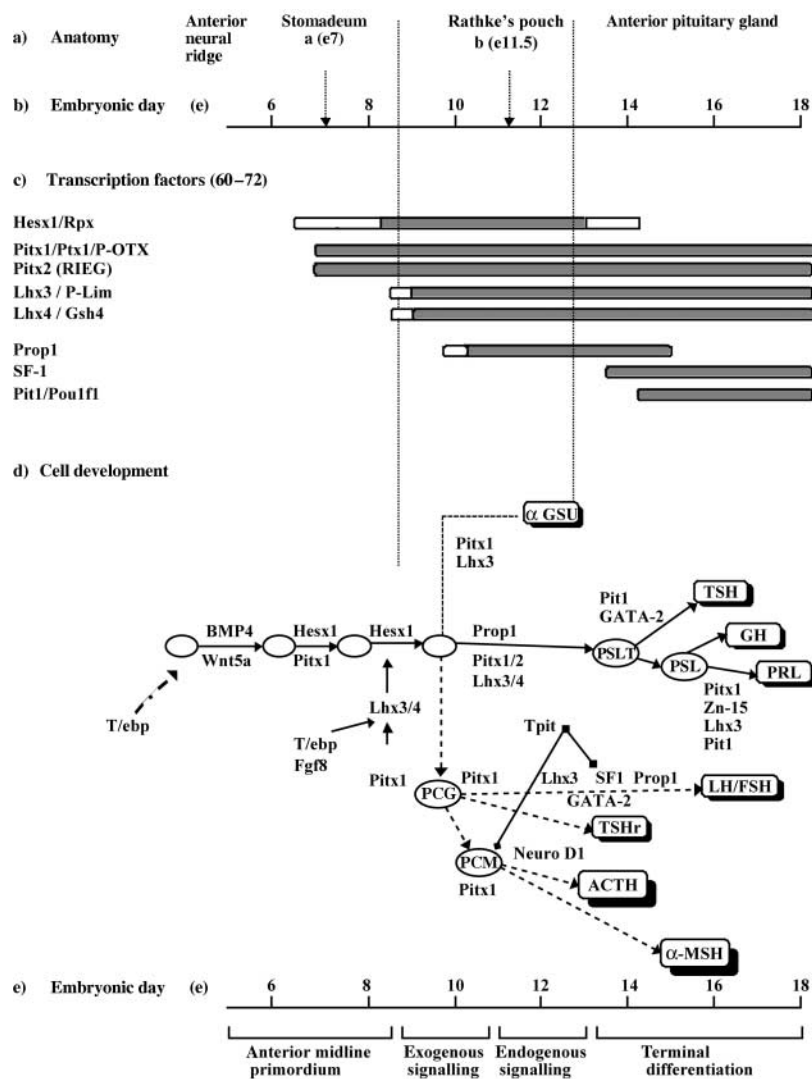 a) Anatomy
Anterior
neural
ridge
Stomadeum
a (e7)
Rathke's pouch
b (e11.5)
Anterior pituitary gland
b) Embryonic day (e)
6 8 10 12 14 16 18
c) Transcription factors (60–72)
Hesx1/Rpx
Pitx1/Ptx1/P-OTX
Pitx2 (RIEG)
Lhx3 / P-Lim
Lhx4 / Gsh4
Prop1
SF-1
Pit1/Pou1f1
d) Cell development
α GSU
Pitx1
Lhx3
BMP4
Wnt5a
Hesx1
Pitx1
Hesx1
Prop1
Pitx1/2
Lhx3/4
Pit1
GATA-2
TSH
PSLT
GH
PSL
PRL
Pitx1
Zn-15
Lhx3
Pit1
T/ebp
Lhx3/4
T/ebp
Fgf8
Pitx1
Tpit
Pitx1
Lhx3 SF1 Prop1
PCG
GATA-2
LH/FSH
TSHr
PCM
Neuro D1
Pitx1
ACTH
α-MSH
e) Embryonic day (e)
6 8 10 12 14 16 18
Anterior midline
primordium
Exogenous
signalling
Endogenous
signalling
Terminal
differentiation